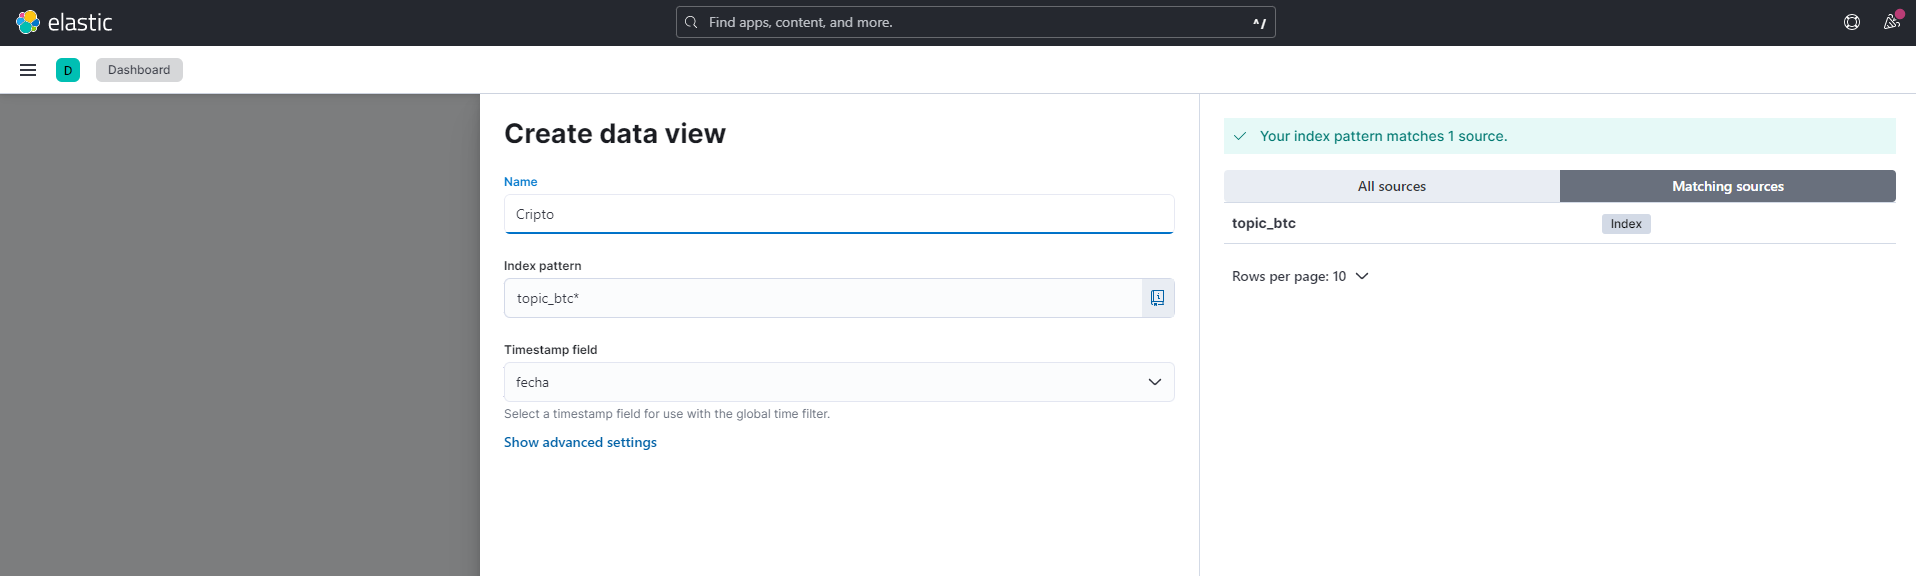 elastic
Find apps, content, and more.
^/
D
Dashboard
Create data view
Name
Cripto
Index pattern
topic_btc*
Timestamp field
fecha
Select a timestamp field for use with the global time filter.
Show advanced settings
Your index pattern matches 1 source.
All sources
Matching sources
topic_btc
Index
Rows per page: 10